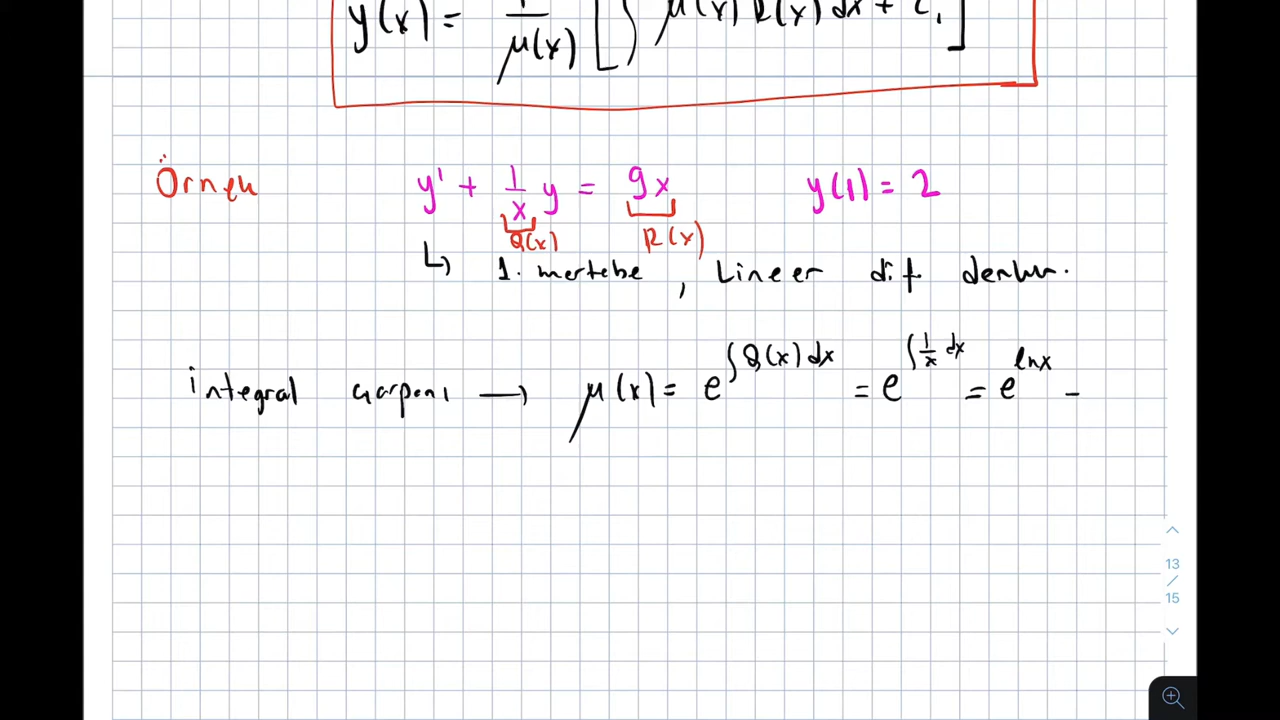 y(x) = 1/μ(x) [∫ μ(x) R(x) dx + C₁]
Örnek y' + 1/x y = 9x y(1) = 2
Q(x) R(x)
↳ 1. mertebe , Lineer dif denklem.
integral çarpanı → μ(x) = e^{∫Q(x)dx} = e^{∫1/x dx} = e^{lnx} –
13
/
15